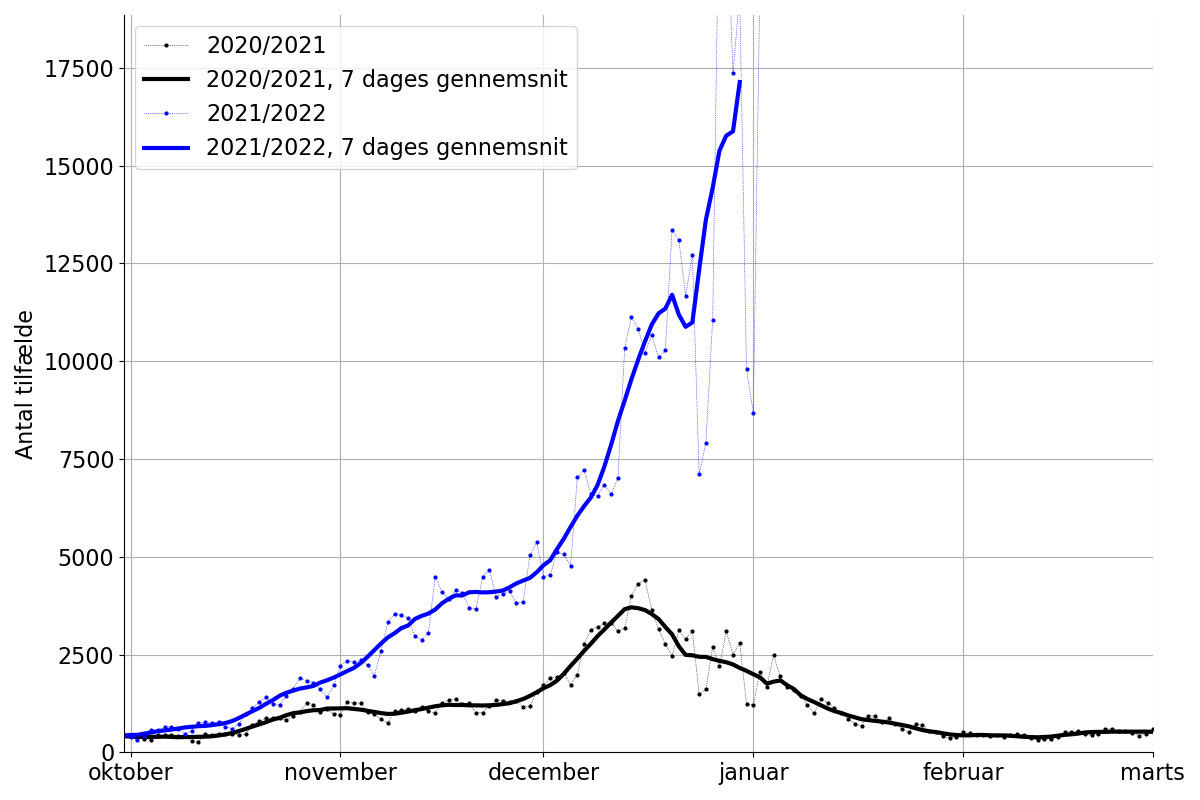 2020/2021
2020/2021, 7 dages gennemsnit
2021/2022
2021/2022, 7 dages gennemsnit
Antal tilfælde
17500
15000
12500
10000
7500
5000
2500
0
oktober november december januar februar marts